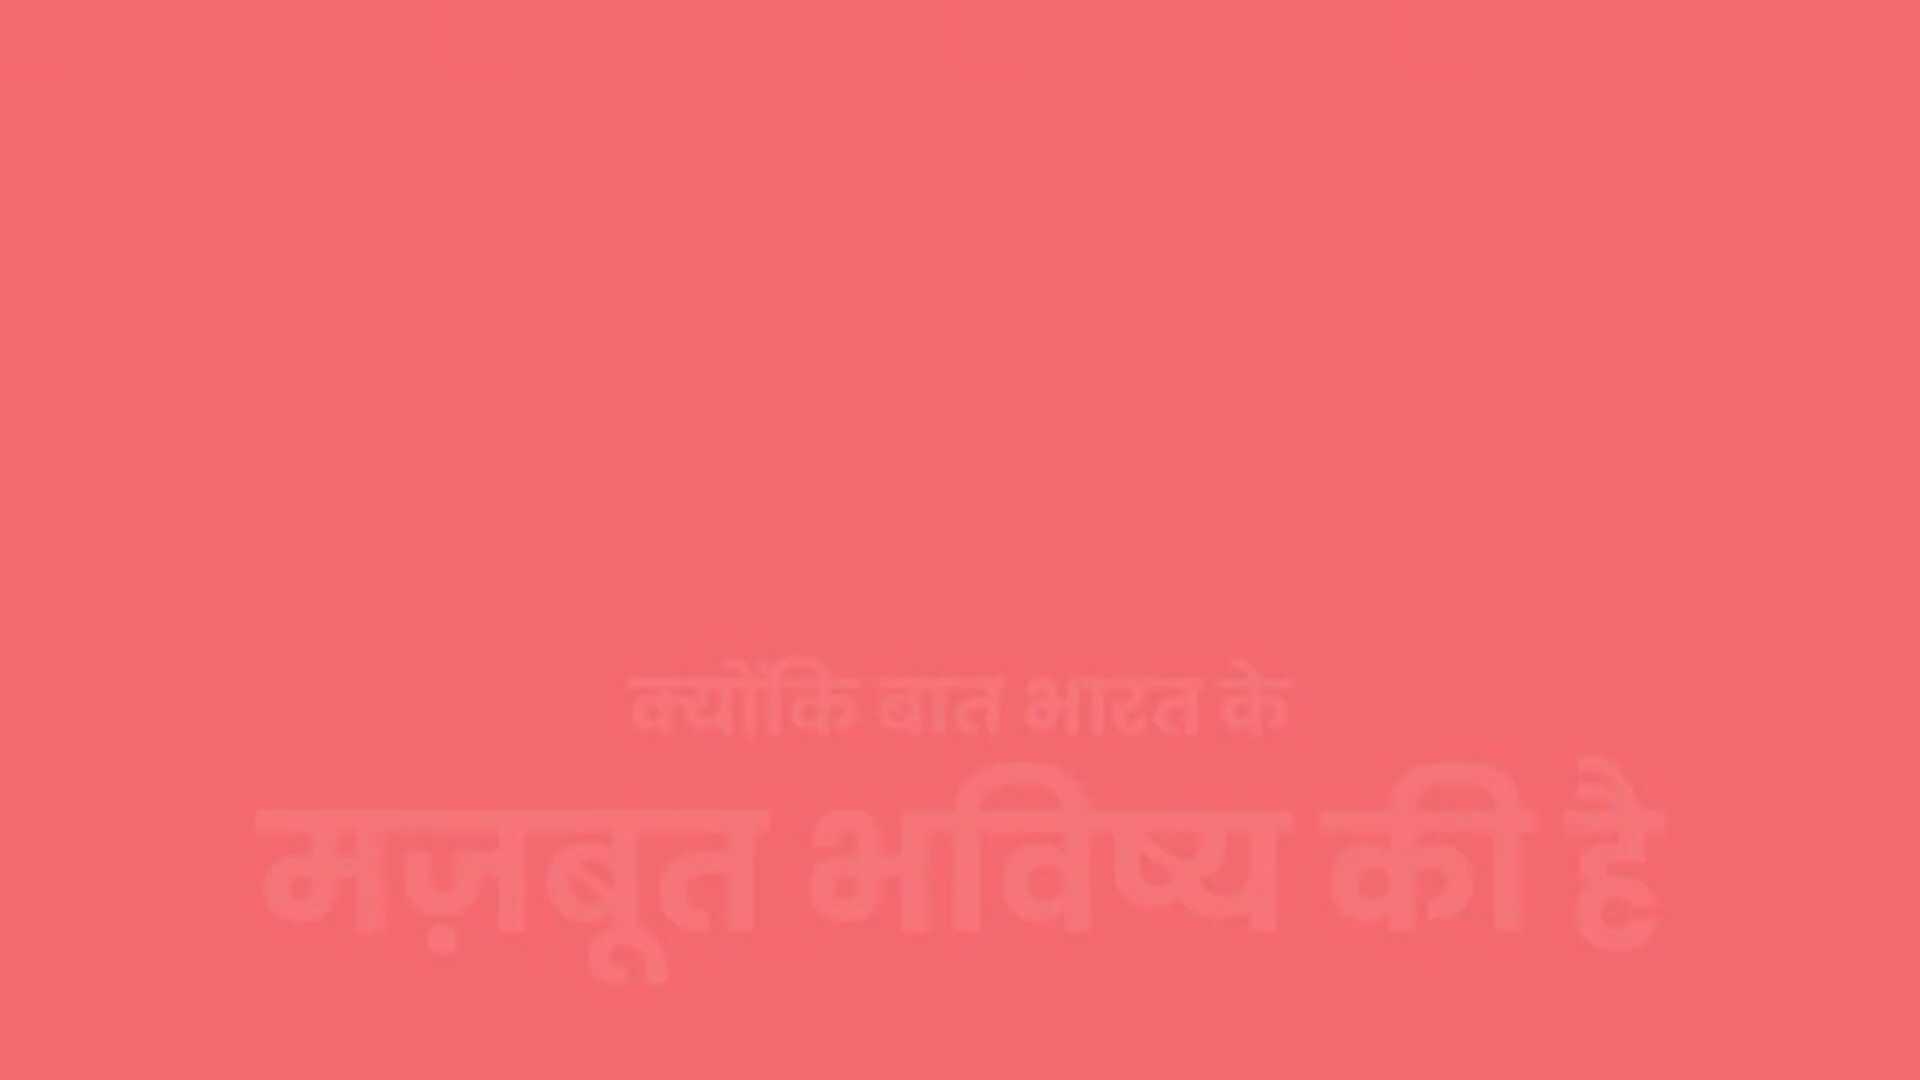 क्योंकि बात भारत के
मज़बूत भविष्य की है